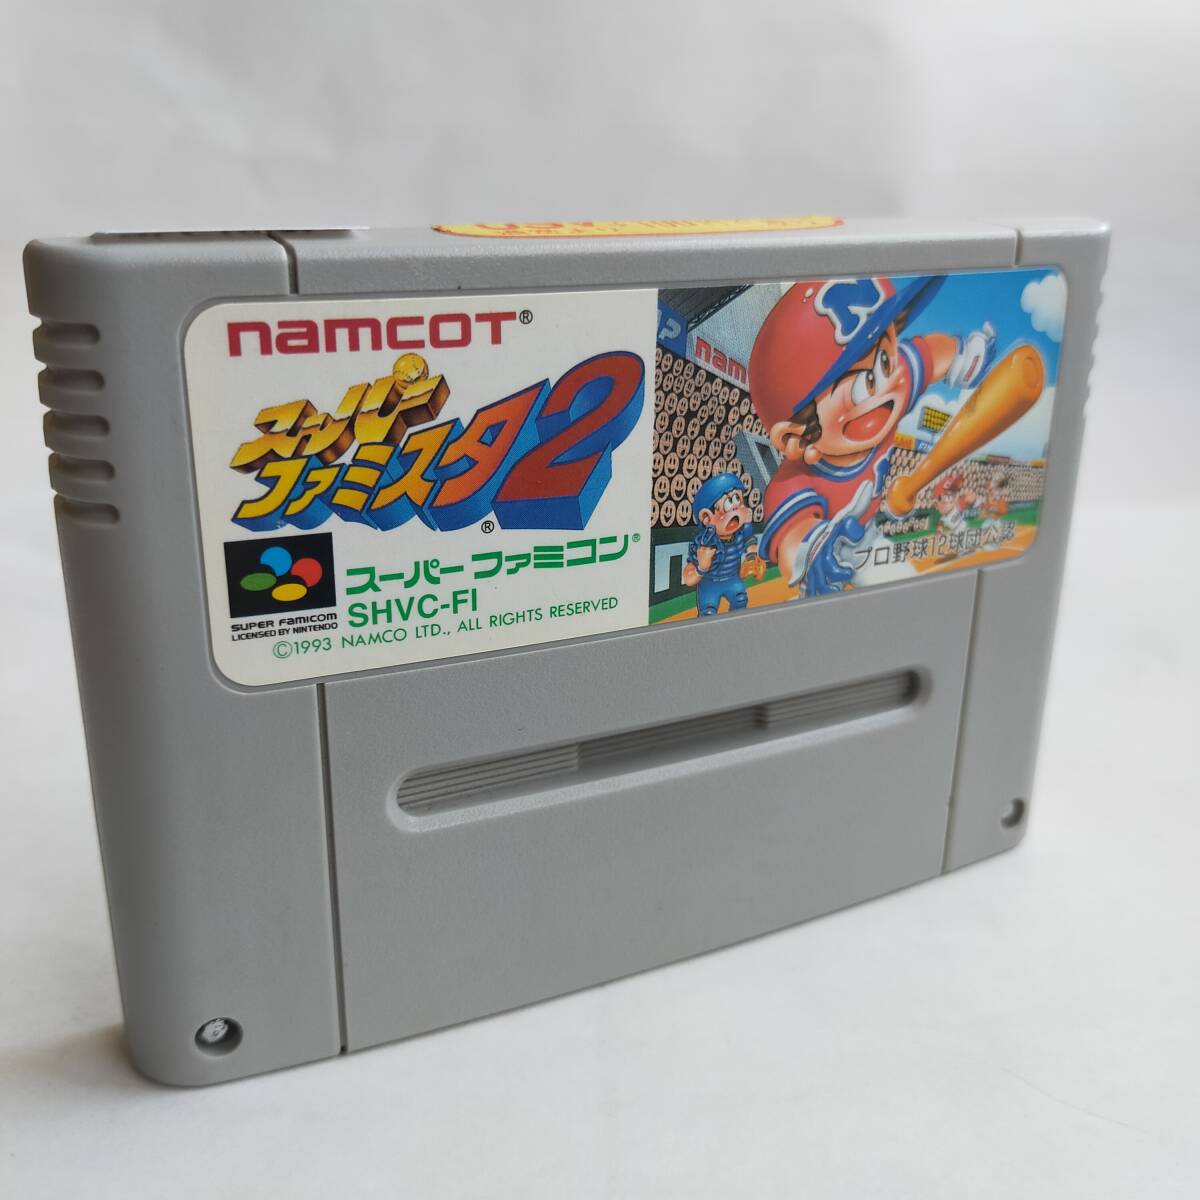 namcot®
スーパー
ファミスタ2
®
SUPER FAMICOM
LICENSED BY NINTENDO
スーパーファミコン®
SHVC-FI
©1993 NAMCO LTD., ALL RIGHTS RESERVED
nam
プロ野球12球団公認